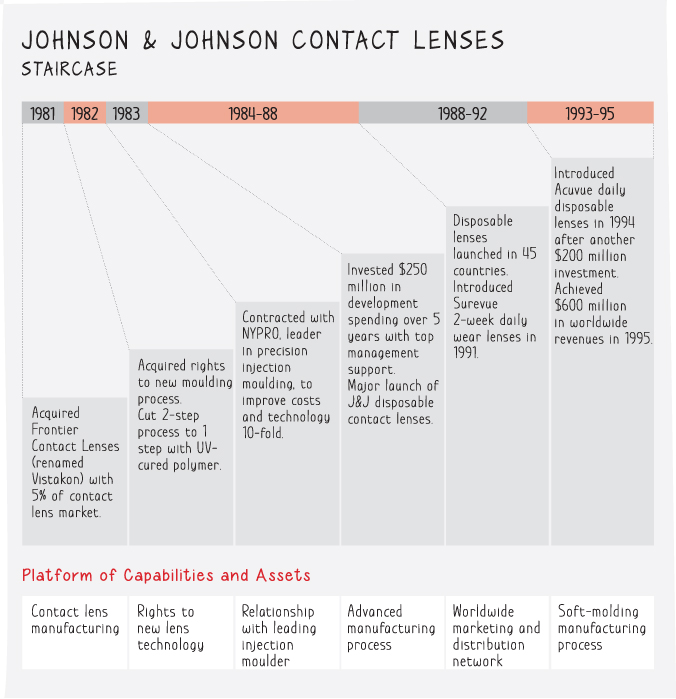 JOHNSON & JOHNSON CONTACT LENSES
STAIRCASE
1981 1982 1983 1984-88 1988-92 1993-95
Acquired
Frontier
Contact Lenses
(renamed
Vistakon) with
5% of contact
lens market.
Acquired rights
to new moulding
process.
Cut 2-step
process to 1
step with UV-
cured polymer.
Contracted with
NYPRO, leader
in precision
injection
moulding, to
improve costs
and technology
10-fold.
Invested $250
million in
development
spending over 5
years with top
management
support.
Major launch of
J&J disposable
contact lenses.
Disposable
lenses
launched in 45
countries.
Introduced
Surevue
2-week daily
wear lenses in
1991.
Introduced
Acuvue daily
disposable
lenses in 1994
after another
$200 million
investment.
Achieved
$600 million
in worldwide
revenues in 1995.
Platform of Capabilities and Assets
Contact lens
manufacturing
Rights to
new lens
technology
Relationship
with leading
injection
moulder
Advanced
manufacturing
process
Worldwide
marketing and
distribution
network
Soft-molding
manufacturing
process